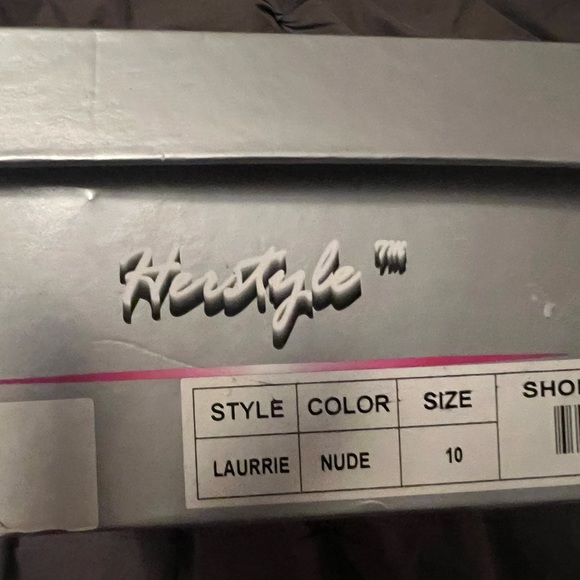 Herstyle ™
STYLE COLOR SIZE
LAURRIE NUDE 10